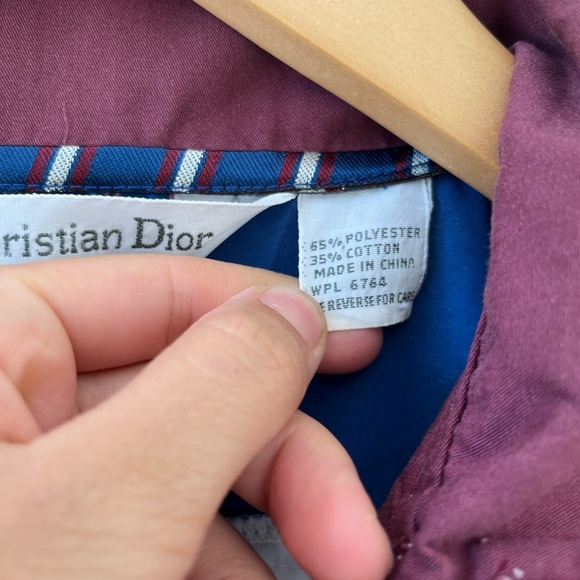 ristian Dior
65% POLYESTER
35% COTTON
MADE IN CHINA
WPL 6764
E REVERSE FOR CARE